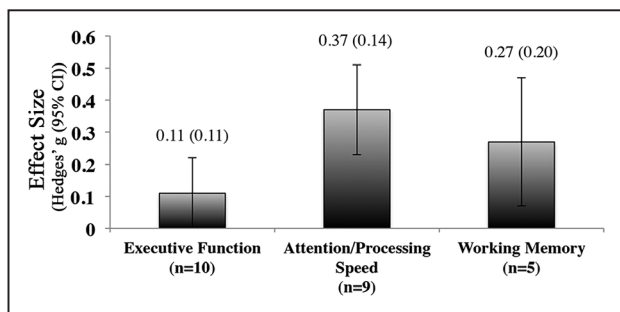 Effect Size
(Hedges' g (95% CI))
0.6
0.5
0.4
0.3
0.2
0.1
0
0.11 (0.11)
0.37 (0.14)
0.27 (0.20)
Executive Function
(n=10)
Attention/Processing
Speed
(n=9)
Working Memory
(n=5)